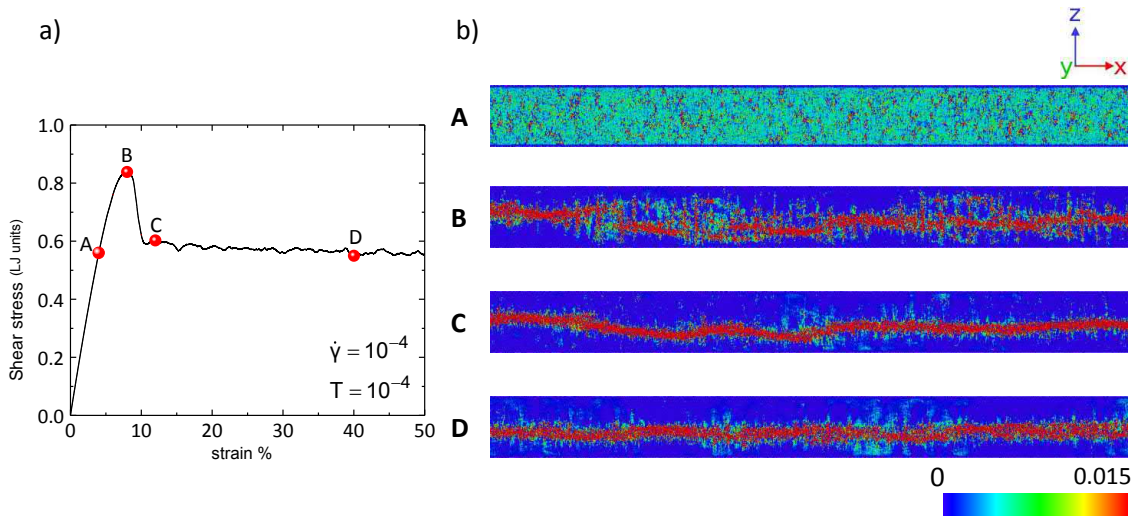 a)
b)
z
y
x
Shear stress (LJ units)
1.0
0.8
0.6
0.4
0.2
0.0
A
B
C
D
γ̇ = 10⁻⁴
T = 10⁻⁴
0 10 20 30 40 50
strain %
A
B
C
D
0 0.015